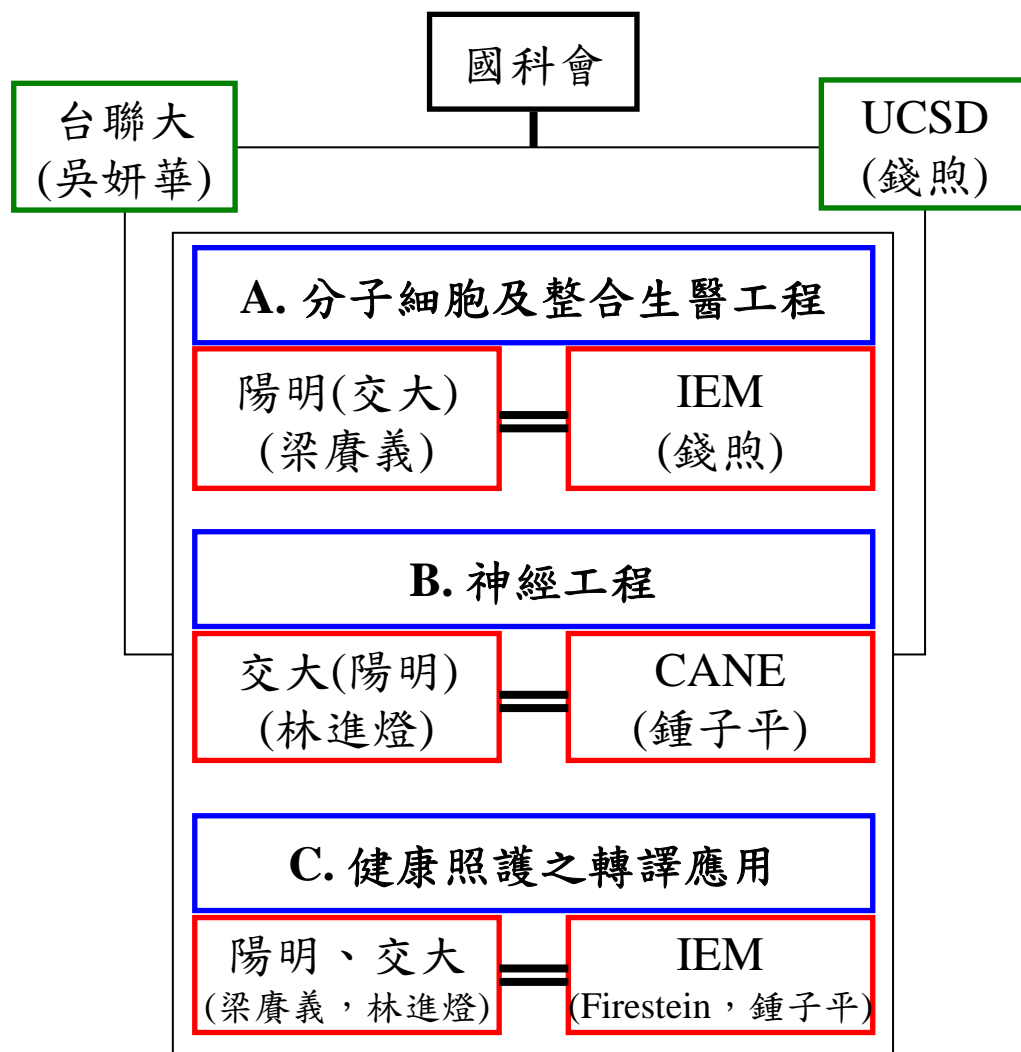 國科會
台聯大
(吳妍華)
UCSD
(錢煦)
A. 分子細胞及整合生醫工程
陽明(交大)
(梁賡義)
IEM
(錢煦)
B. 神經工程
交大(陽明)
(林進燈)
CANE
(鍾子平)
C. 健康照護之轉譯應用
陽明、交大
(梁賡義，林進燈)
IEM
(Firestein，鍾子平)